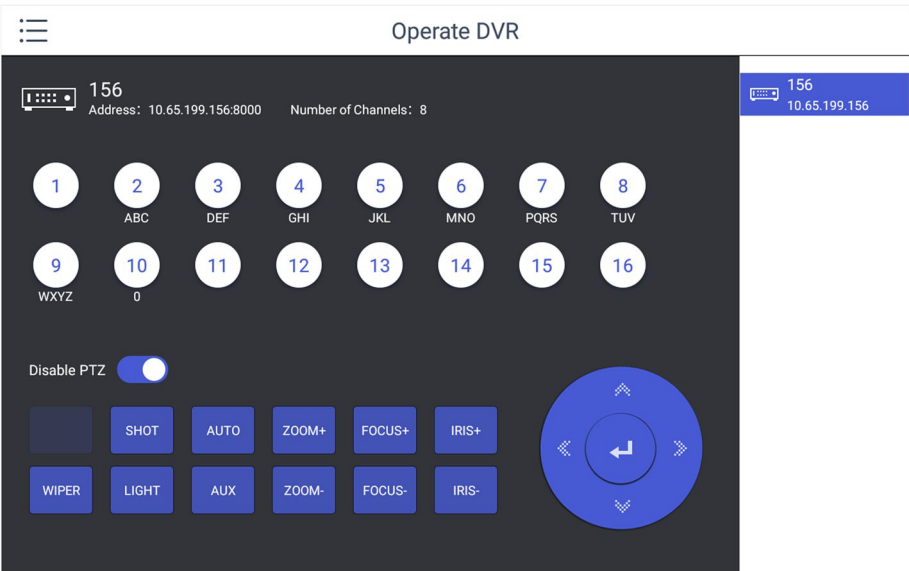 Operate DVR
156
Address: 10.65.199.156:8000 Number of Channels: 8
156
10.65.199.156
1 2 3 4 5 6 7 8
ABC DEF GHI JKL MNO PQRS TUV
9 10 11 12 13 14 15 16
WXYZ 0
Disable PTZ
SHOT AUTO ZOOM+ FOCUS+ IRIS+
WIPER LIGHT AUX ZOOM- FOCUS- IRIS-